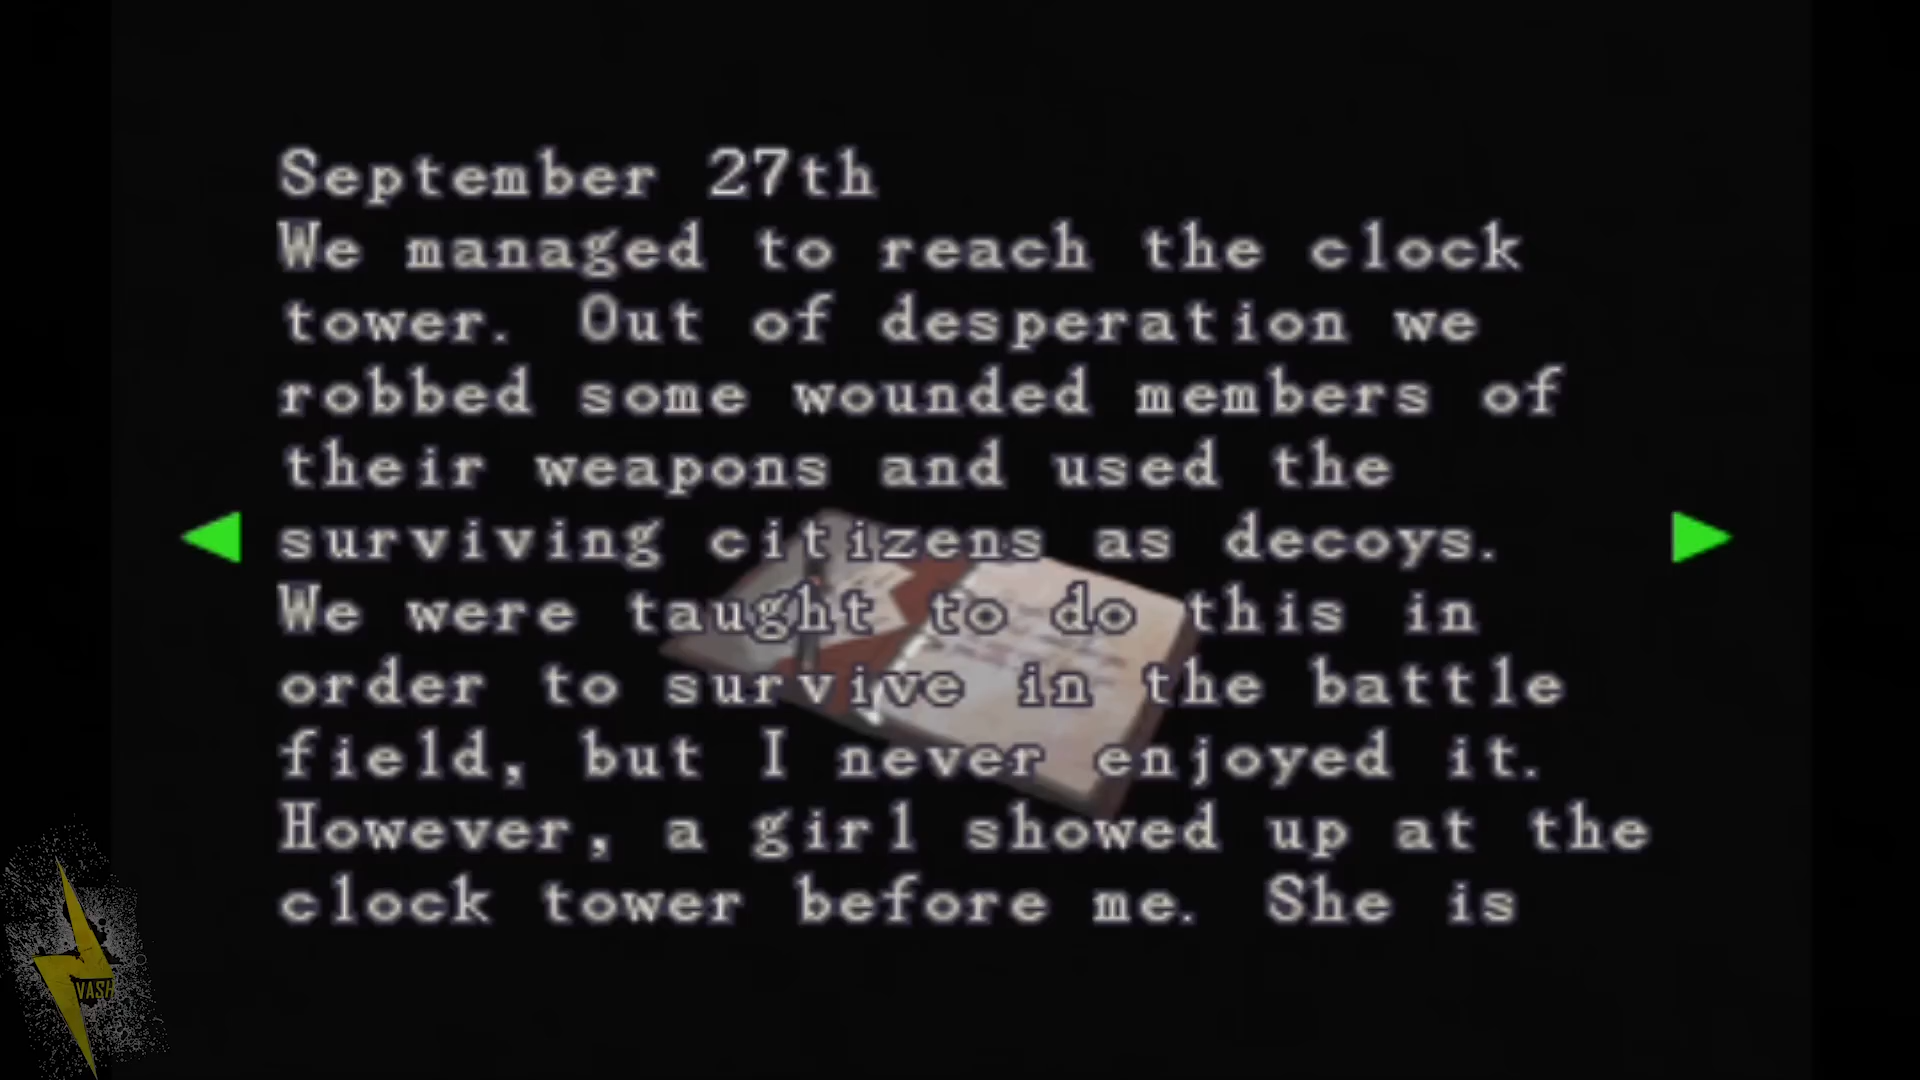 September 27th
We managed to reach the clock
tower. Out of desperation we
robbed some wounded members of
their weapons and used the
surviving citizens as decoys.
We were taught to do this in
order to survive in the battle
field, but I never enjoyed it.
However, a girl showed up at the
clock tower before me. She is
VASH